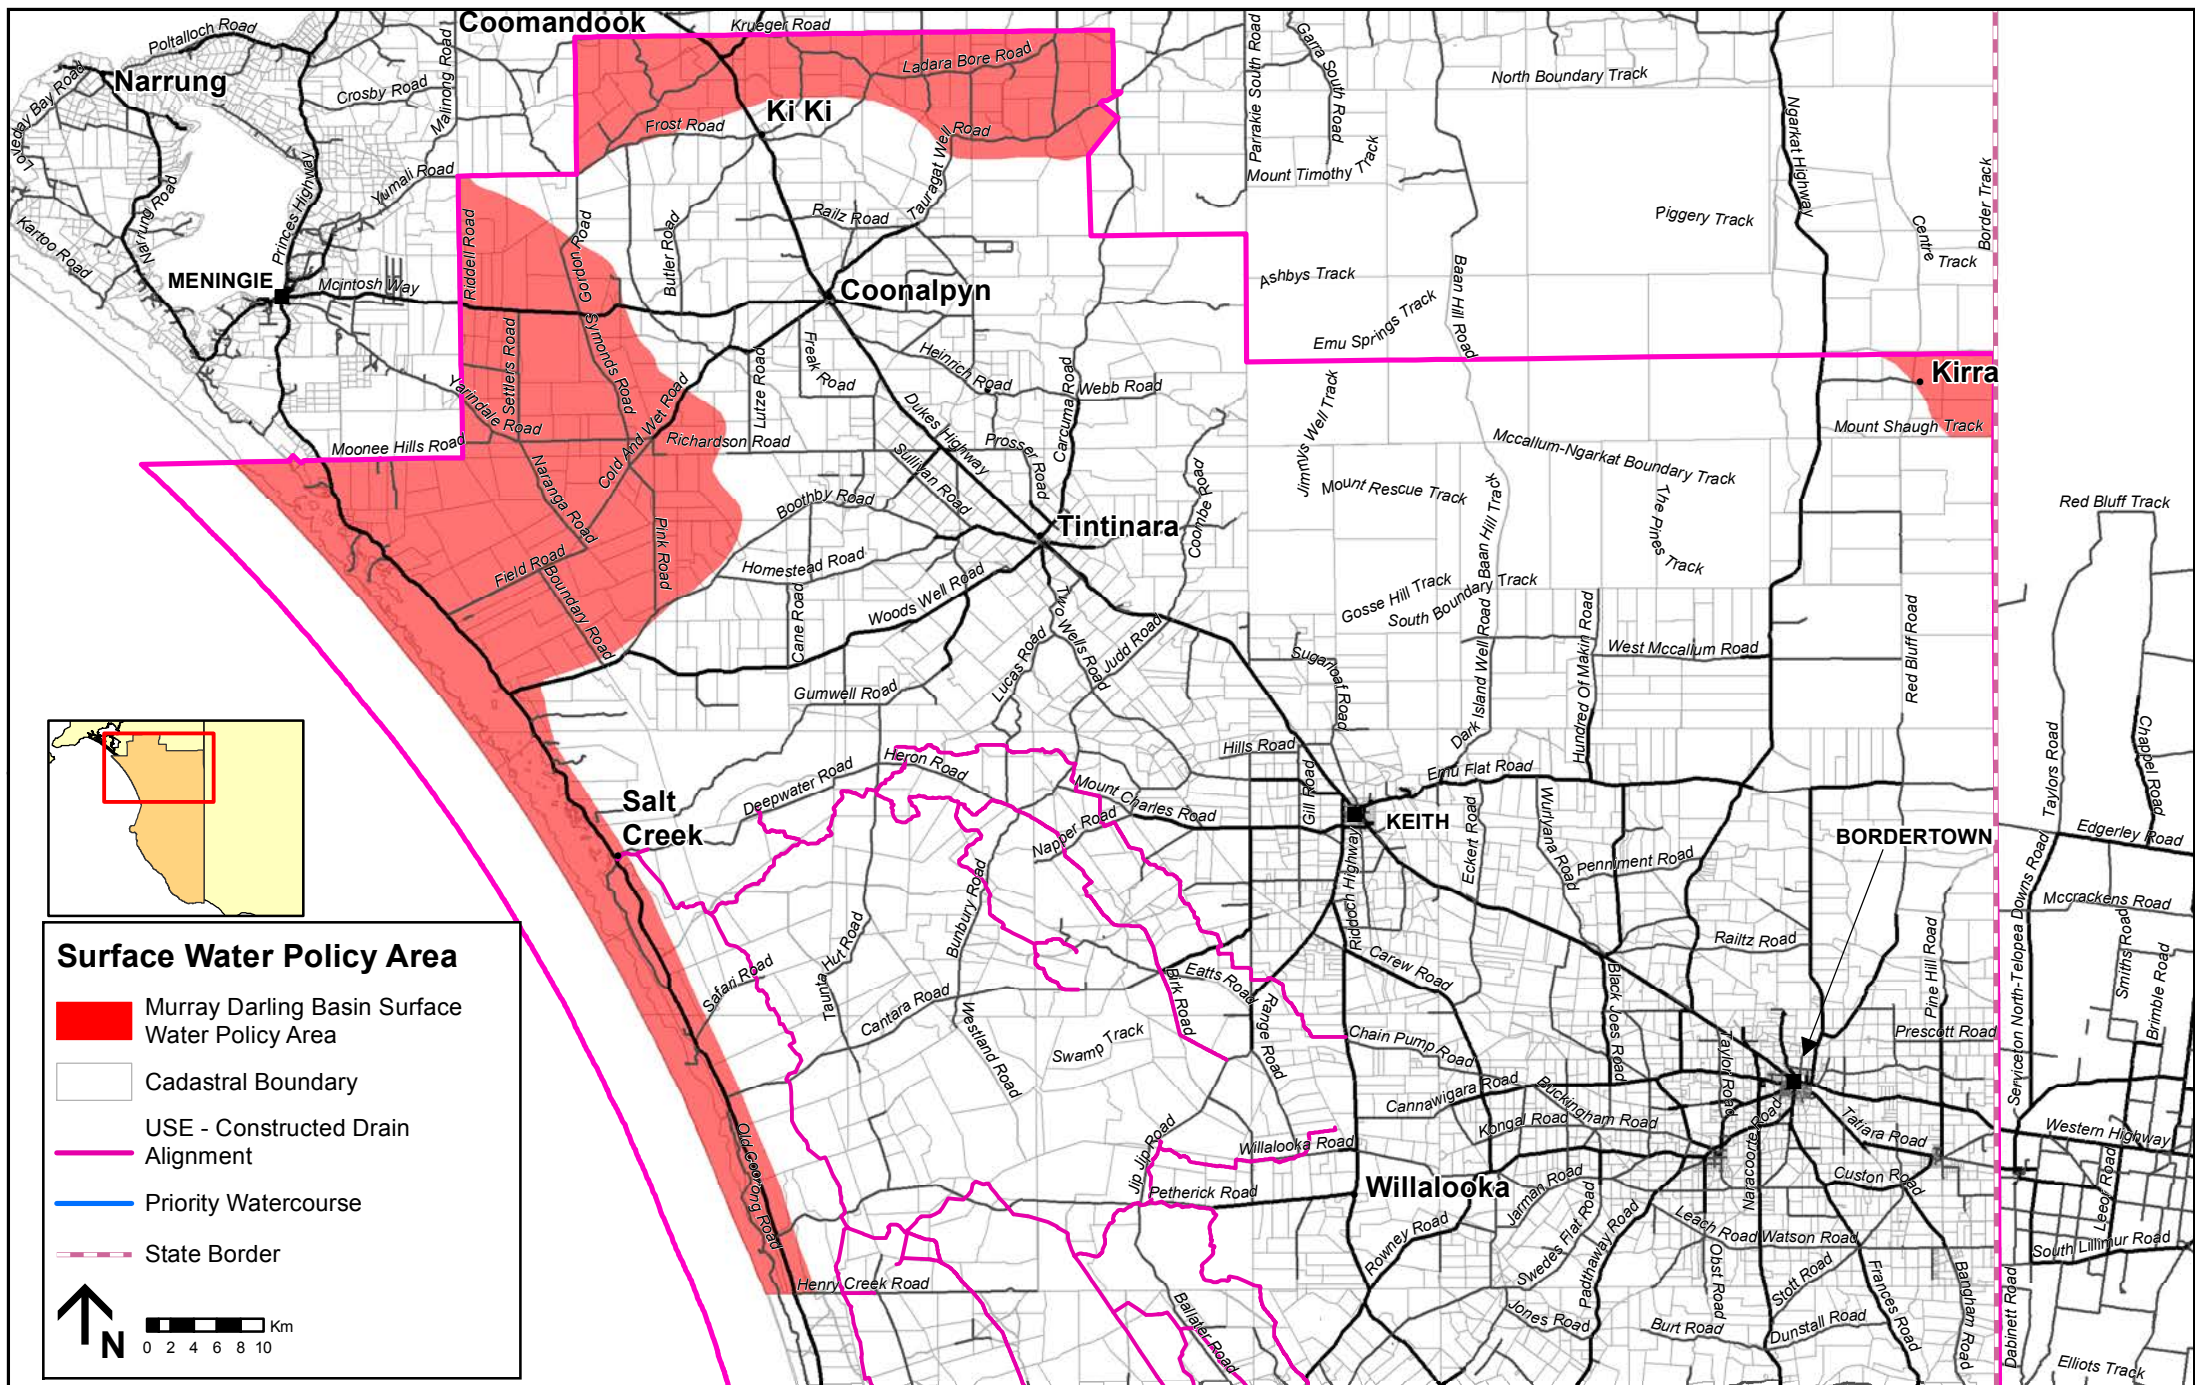 Coomandook
Krueger Road
Poltalloch Road
Ladara Bore Road
Parrakie South Road
Garra South Road
North Boundary Track
Narrung
Loveday Bay Road
Crosby Road
Malinong Road
Ki Ki
Frost Road
Tauragat Well Road
Ngarkat Highway
Mount Timothy Track
Border Track
Princes Highway
Yumali Road
Narrung Road
Kartoo Road
Riddell Road
Gordon Road
Butler Road
Railz Road
Piggery Track
Centre Track
MENINGIE
Mcintosh Way
Coonalpyn
Ashbys Track
Baan Hill Road
Emu Springs Track
Settlers Road
Symonds Road
Lutze Road
Freak Road
Heinrich Road
Carcuma Road
Webb Road
Kirra
Yarindale Road
Cold And Wet Road
Dukes Highway
Jimmys Well Track
Mount Shaugh Track
Moonee Hills Road
Richardson Road
Prosser Road
Sullivan Road
Mccallum-Ngarkat Boundary Track
Naranga Road
Boothby Road
Coombe Road
Mount Rescue Track
Baan Hill Track
The Pines Track
Red Bluff Track
Pink Road
Tintinara
Field Road
Boundary Road
Homestead Road
Woods Well Road
Cane Road
Gosse Hill Track
South Boundary Track
Two Wells Road
Lucas Road
Judd Road
Dark Island Well Road
Hundred Of Makin Road
West Mccallum Road
Red Bluff Road
Gumwell Road
Sugarloaf Road
Taylors Road
Chappel Road
Hills Road
Heron Road
Deepwater Road
Emu Flat Road
Salt
Creek
Mount Charles Road
Napper Road
Gill Road
KEITH
Eckert Road
Wurlyana Road
Penniment Road
BORDERTOWN
Edgerley Road
Bunbury Road
Riddoch Highway
Mccrackens Road
Serviceton North-Telopea Downs Road
Taunta Hut Road
Safari Road
Cantara Road
Westland Road
Swamp Track
Birk Road
Eatts Road
Range Road
Carew Road
Black Joes Road
Railtz Road
Pine Hill Road
Smiths Road
Brimble Road
Prescott Road
Chain Pump Road
Taylor Road
Cannawigara Road
Buckingham Road
Kongal Road
Naracoorte Road
Tatiara Road
Western Highway
Old Coorong Road
Jip Jip Road
Willalooka Road
Petherick Road
Willalooka
Jarman Road
Swedes Flat Road
Padthaway Road
Custon Road
Leeor Road
Rowney Road
Leach Road
Watson Road
South Lillimur Road
Henry Creek Road
Ballater Road
Jones Road
Obst Road
Stott Road
Burt Road
Dunstall Road
Frances Road
Bangham Road
Dabinett Road
Elliots Track
Surface Water Policy Area
Murray Darling Basin Surface
Water Policy Area
Cadastral Boundary
USE - Constructed Drain
Alignment
Priority Watercourse
State Border
N
Km
0 2 4 6 8 10